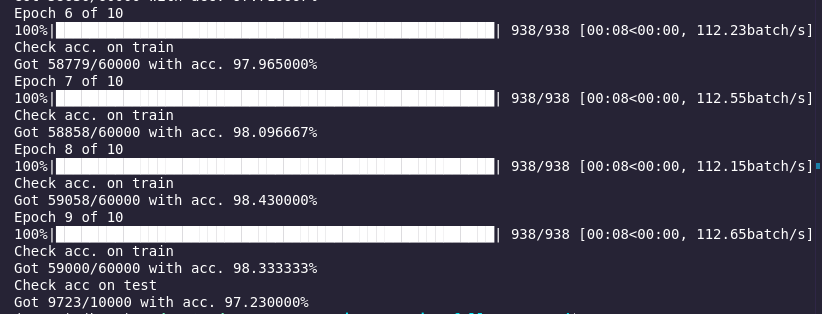 Epoch 6 of 10
100%|██████████████████████████████████████████████████| 938/938 [00:08<00:00, 112.23batch/s]
Check acc. on train
Got 58779/60000 with acc. 97.965000%
Epoch 7 of 10
100%|██████████████████████████████████████████████████| 938/938 [00:08<00:00, 112.55batch/s]
Check acc. on train
Got 58858/60000 with acc. 98.096667%
Epoch 8 of 10
100%|██████████████████████████████████████████████████| 938/938 [00:08<00:00, 112.15batch/s]
Check acc. on train
Got 59058/60000 with acc. 98.430000%
Epoch 9 of 10
100%|██████████████████████████████████████████████████| 938/938 [00:08<00:00, 112.65batch/s]
Check acc. on train
Got 59000/60000 with acc. 98.333333%
Check acc on test
Got 9723/10000 with acc. 97.230000%